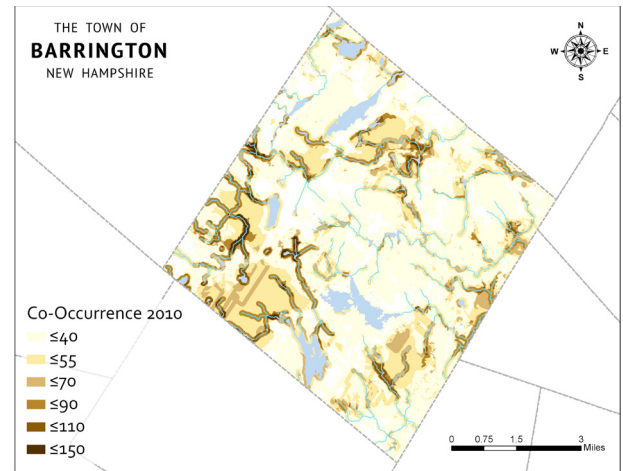 THE TOWN OF
BARRINGTON
NEW HAMPSHIRE
N
W E
S
Co-Occurrence 2010
≤40
≤55
≤70
≤90
≤110
≤150
0 0.75 1.5 3
Miles